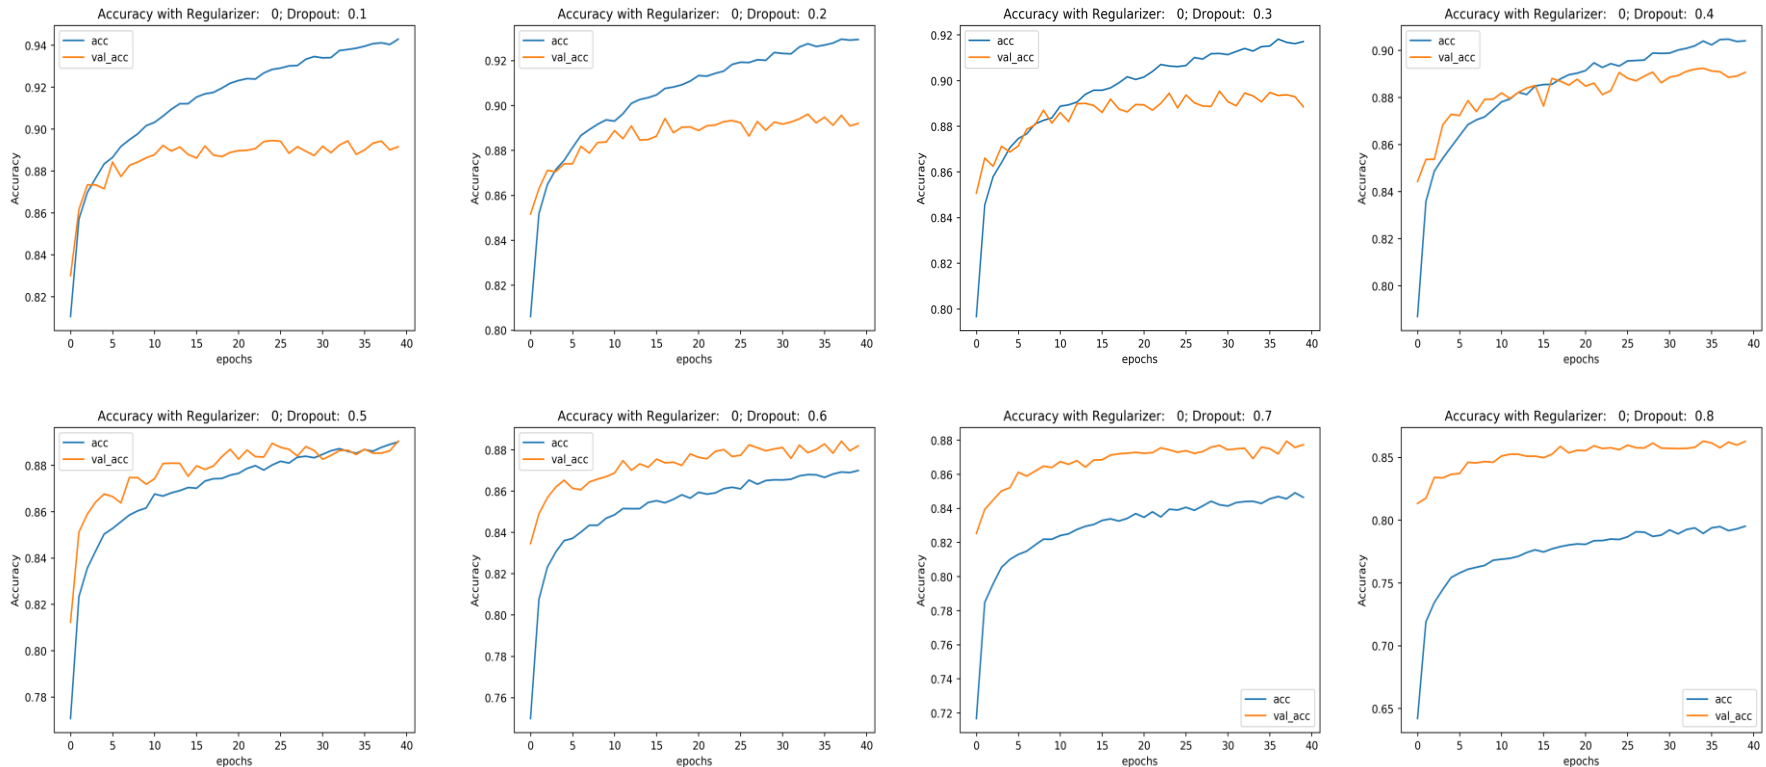 Accuracy with Regularizer: 0; Dropout: 0.1
acc
val_acc
0.94
0.92
0.90
0.88
0.86
0.84
0.82
Accuracy
0 5 10 15 20 25 30 35 40
epochs
Accuracy with Regularizer: 0; Dropout: 0.2
acc
val_acc
0.92
0.90
0.88
0.86
0.84
0.82
0.80
Accuracy
0 5 10 15 20 25 30 35 40
epochs
Accuracy with Regularizer: 0; Dropout: 0.3
acc
val_acc
0.92
0.90
0.88
0.86
0.84
0.82
0.80
Accuracy
0 5 10 15 20 25 30 35 40
epochs
Accuracy with Regularizer: 0; Dropout: 0.4
acc
val_acc
0.90
0.88
0.86
0.84
0.82
0.80
Accuracy
0 5 10 15 20 25 30 35 40
epochs
Accuracy with Regularizer: 0; Dropout: 0.5
acc
val_acc
0.88
0.86
0.84
0.82
0.80
0.78
Accuracy
0 5 10 15 20 25 30 35 40
epochs
Accuracy with Regularizer: 0; Dropout: 0.6
acc
val_acc
0.88
0.86
0.84
0.82
0.80
0.78
0.76
Accuracy
0 5 10 15 20 25 30 35 40
epochs
Accuracy with Regularizer: 0; Dropout: 0.7
0.88
0.86
0.84
0.82
0.80
0.78
0.76
0.74
0.72
Accuracy
acc
val_acc
0 5 10 15 20 25 30 35 40
epochs
Accuracy with Regularizer: 0; Dropout: 0.8
0.85
0.80
0.75
0.70
0.65
Accuracy
acc
val_acc
0 5 10 15 20 25 30 35 40
epochs